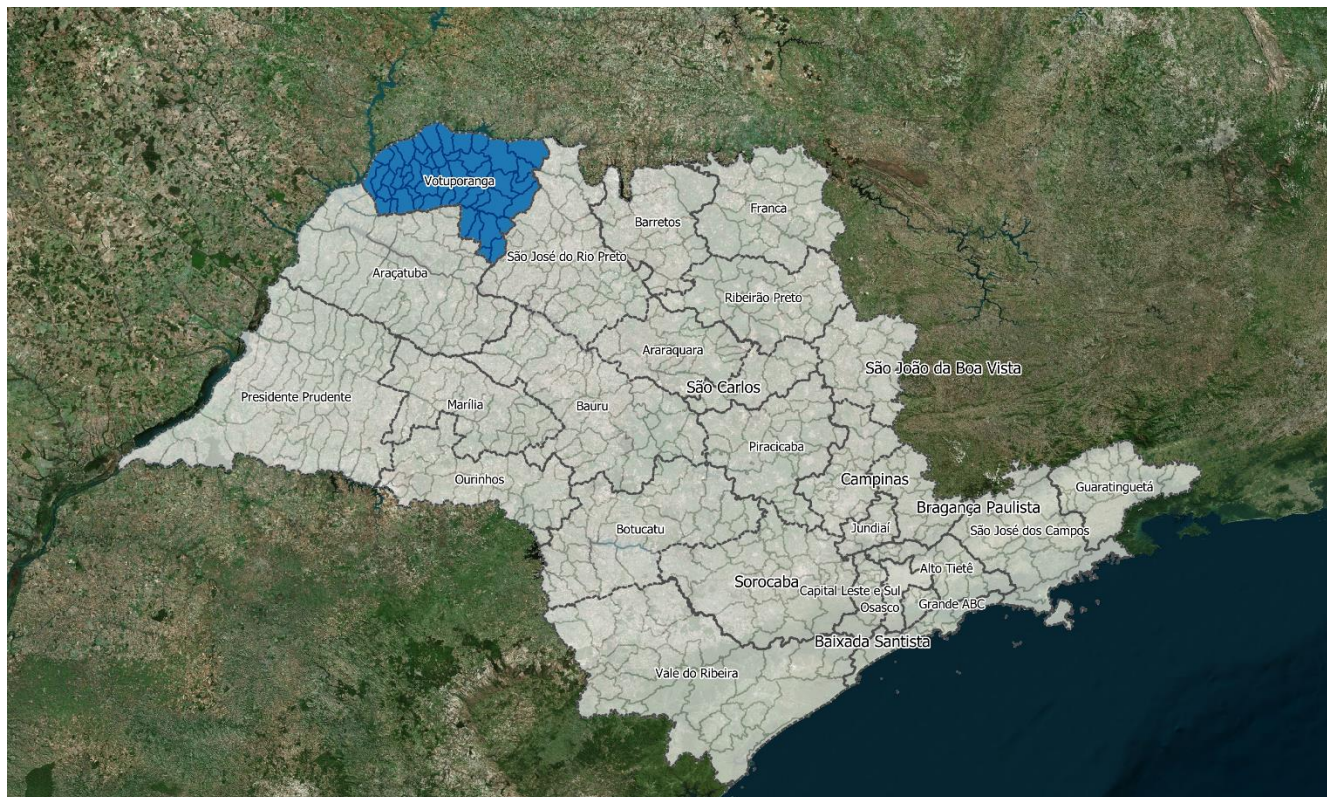 Votuporanga
Franca
Barretos
São José do Rio Preto
Araçatuba
Ribeirão Preto
Araraquara
São João da Boa Vista
São Carlos
Presidente Prudente
Marília
Bauru
Piracicaba
Ourinhos
Campinas
Guaratinguetá
Bragança Paulista
Botucatu
Jundiaí
São José dos Campos
Alto Tietê
Sorocaba
Capital Leste e Sul
Osasco
Grande ABC
Baixada Santista
Vale do Ribeira